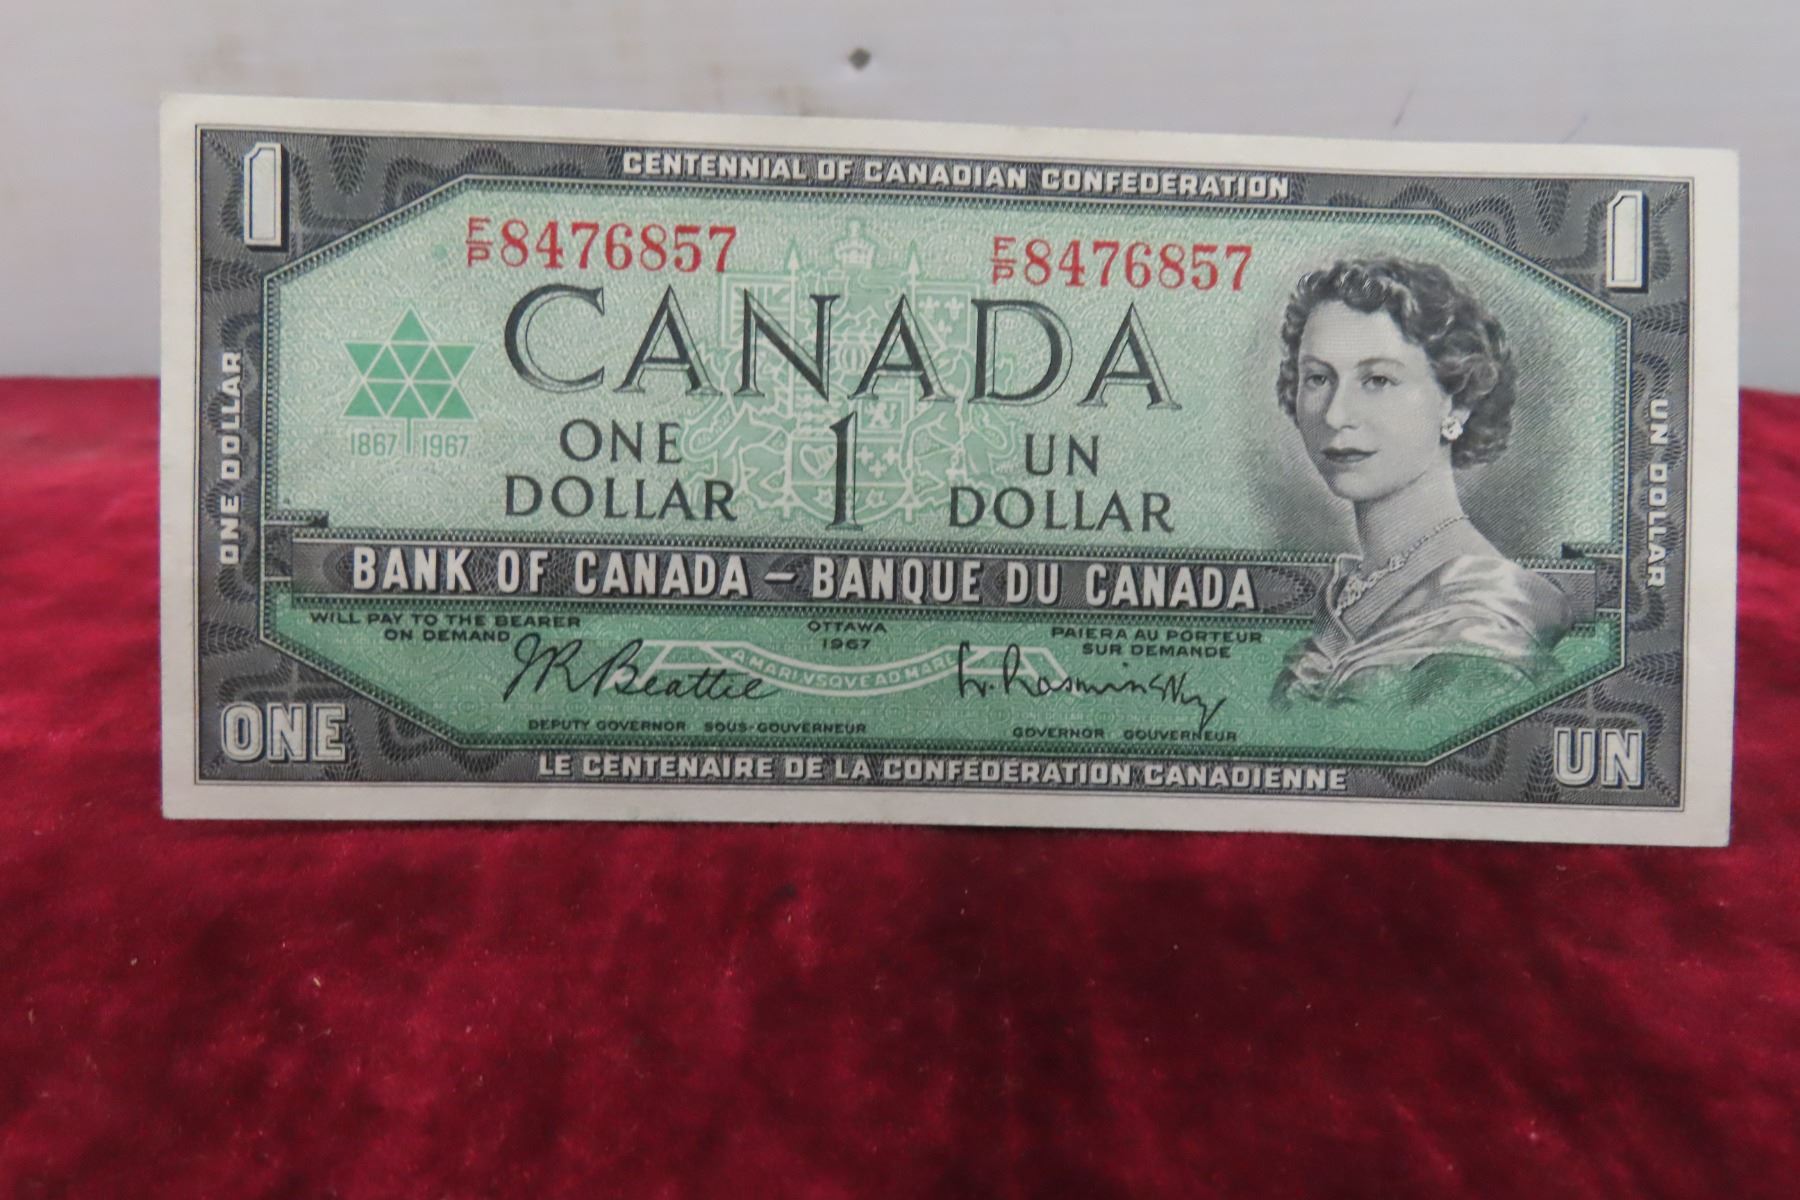 CENTENNIAL OF CANADIAN CONFEDERATION
1
1
F/P 8476857
F/P 8476857
CANADA
1867 1967
ONE DOLLAR
1
UN DOLLAR
ONE DOLLAR
UN DOLLAR
BANK OF CANADA – BANQUE DU CANADA
WILL PAY TO THE BEARER
ON DEMAND
OTTAWA
1967
PAIERA AU PORTEUR
SUR DEMANDE
A MARI VSQVE AD MARE
J R Beattie
L. Rasminsky
DEPUTY GOVERNOR SOUS-GOUVERNEUR
GOVERNOR GOUVERNEUR
ONE
UN
LE CENTENAIRE DE LA CONFEDERATION CANADIENNE